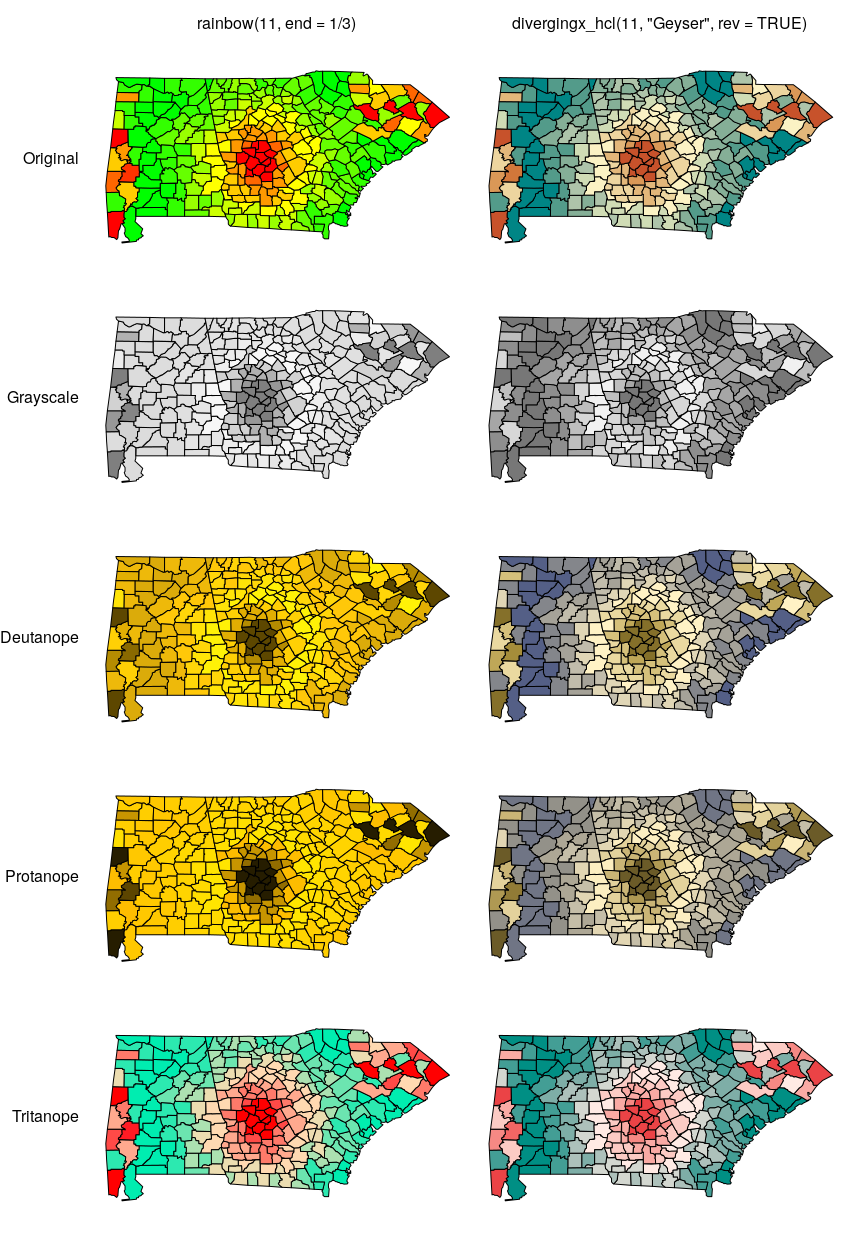 rainbow(11, end = 1/3)
divergingx_hcl(11, "Geyser", rev = TRUE)
Original
Grayscale
Deutanope
Protanope
Tritanope